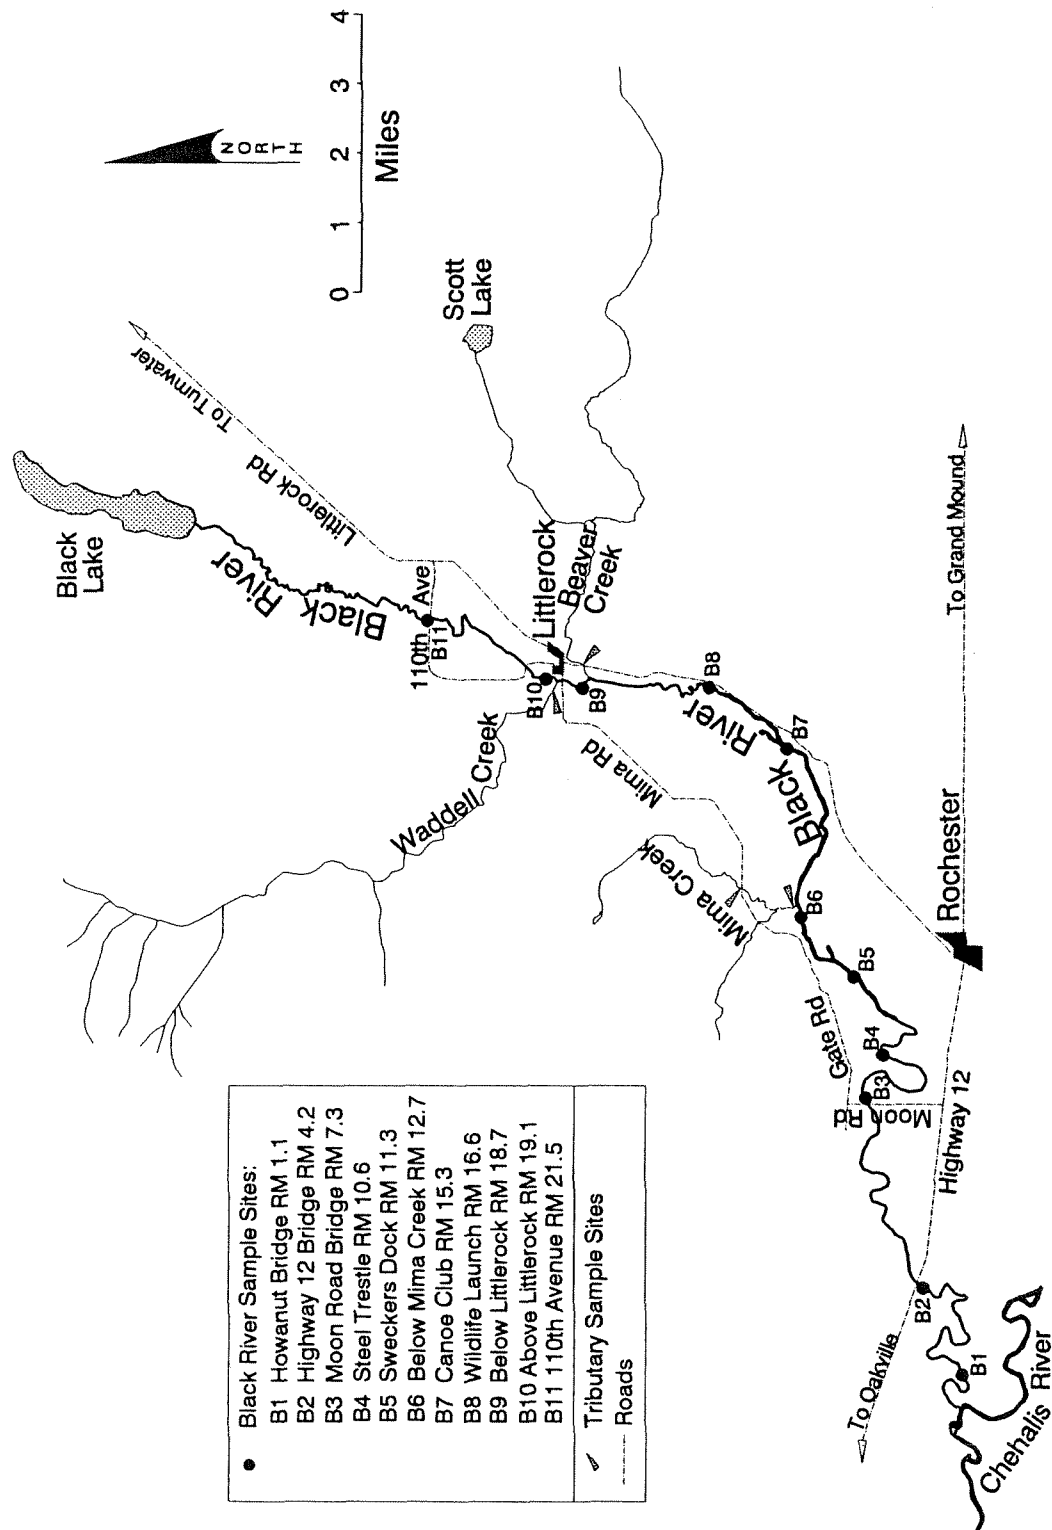 Black
Lake
To Tumwater
Littlerock Rd
NORTH
0 1 2 3 4
Miles
Scott
Lake
Black River
110th Ave
B11
B10
Littlerock
Beaver
Creek
B9
Waddell Creek
Mima Rd
B8
Black River
B7
Mima Creek
B6
B5
Gate Rd
B4
B3
Moon Rd
Rochester
To Grand Mound
Highway 12
B2
To Oakville
B1
Chehalis River
Black River Sample Sites:
B1 Howanut Bridge RM 1.1
B2 Highway 12 Bridge RM 4.2
B3 Moon Road Bridge RM 7.3
B4 Steel Trestle RM 10.6
B5 Sweckers Dock RM 11.3
B6 Below Mima Creek RM 12.7
B7 Canoe Club RM 15.3
B8 Wildlife Launch RM 16.6
B9 Below Littlerock RM 18.7
B10 Above Littlerock RM 19.1
B11 110th Avenue RM 21.5
Tributary Sample Sites
Roads